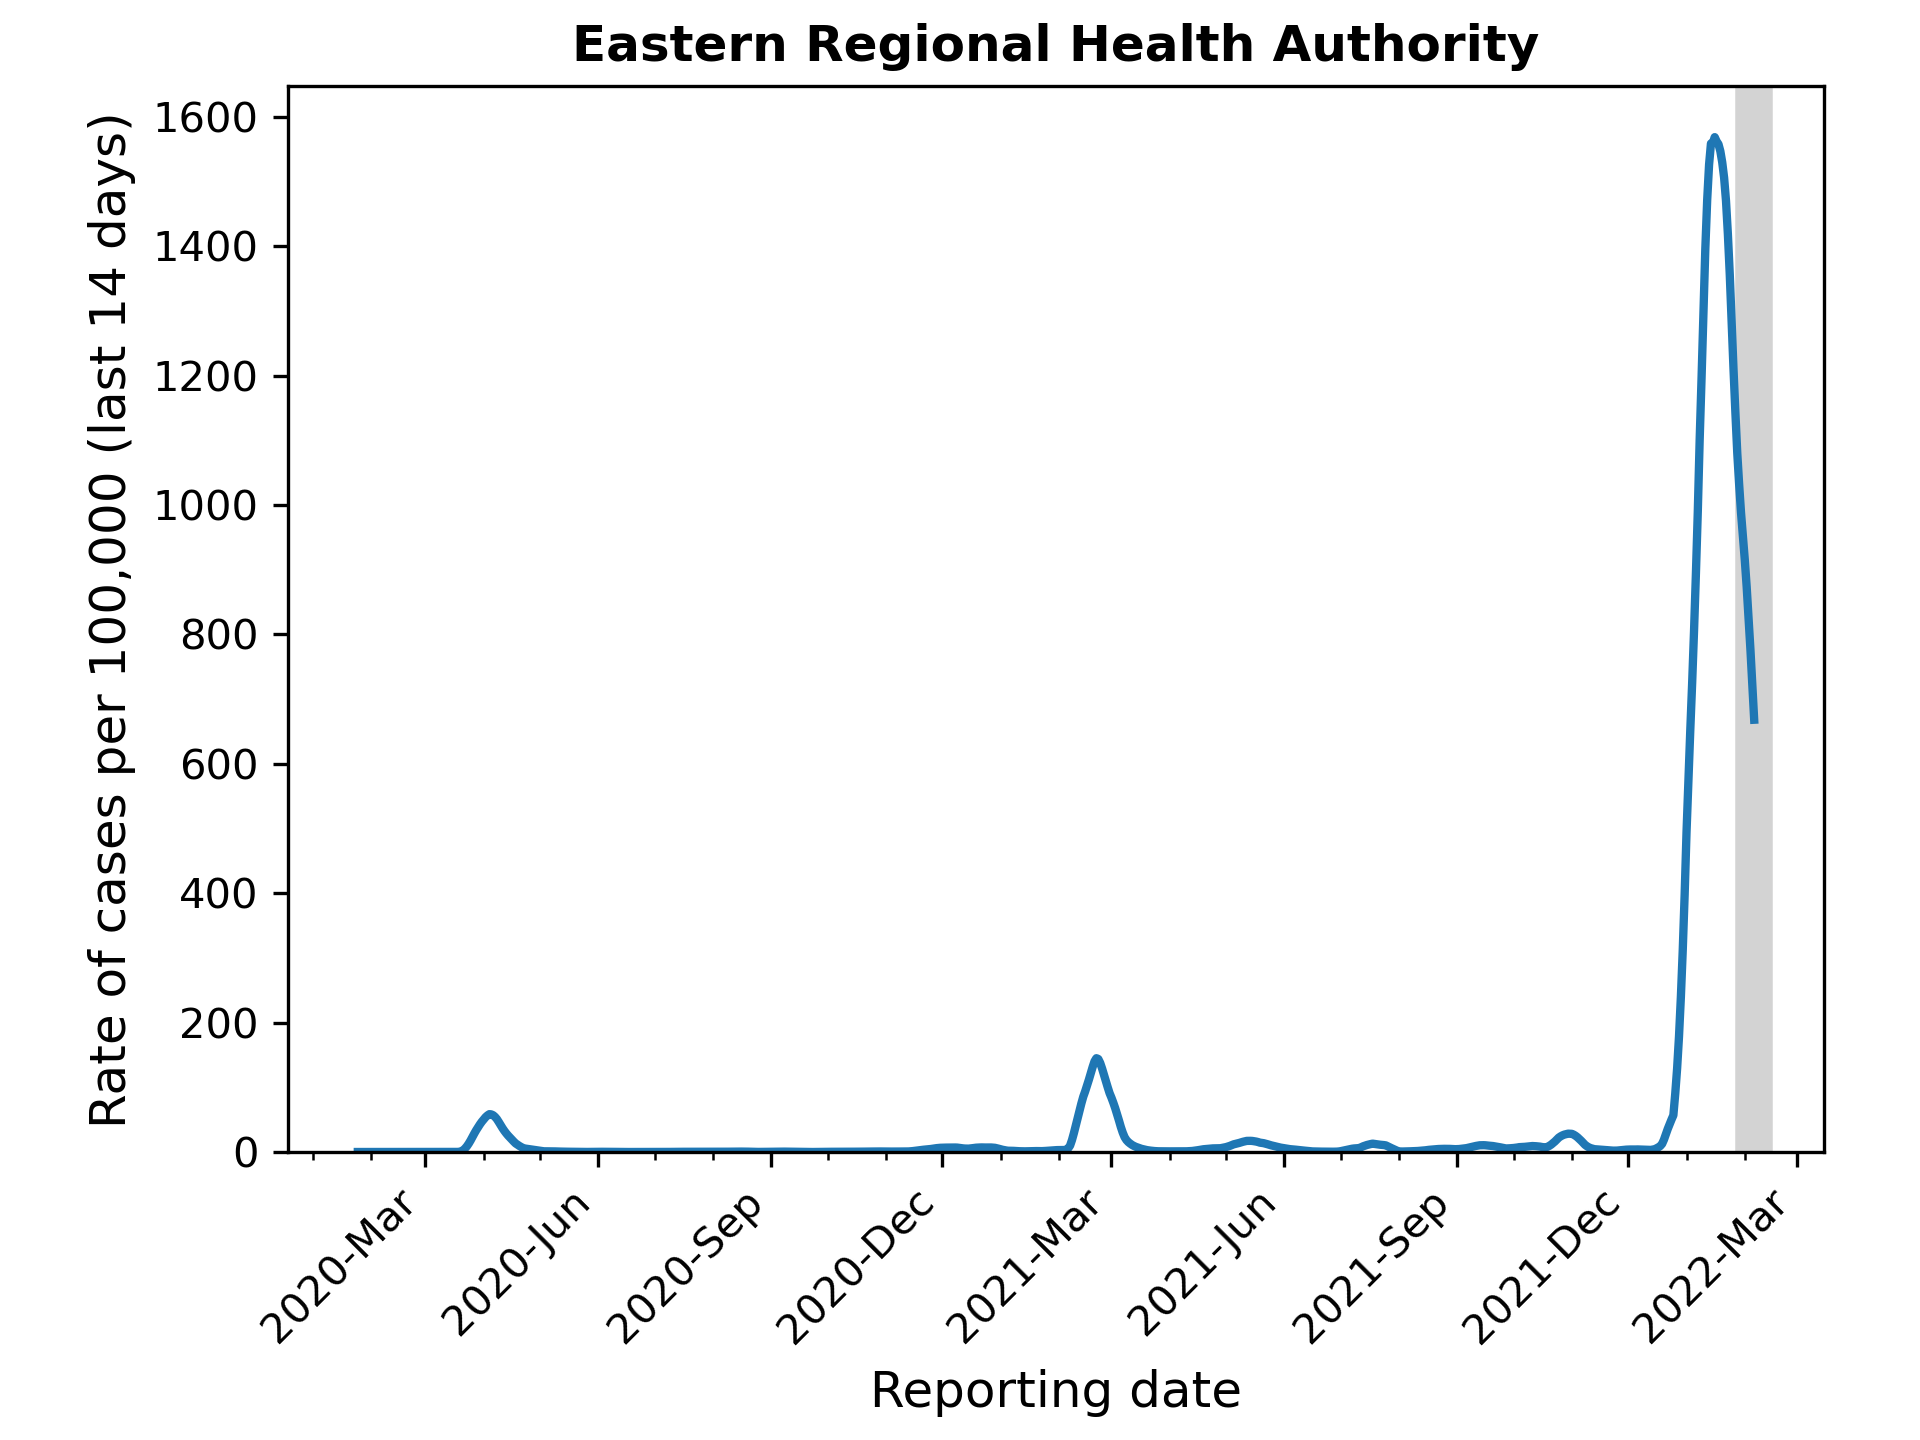 Eastern Regional Health Authority
Rate of cases per 100,000 (last 14 days)
1600
1400
1200
1000
800
600
400
200
0
2020-Mar
2020-Jun
2020-Sep
2020-Dec
2021-Mar
2021-Jun
2021-Sep
2021-Dec
2022-Mar
Reporting date